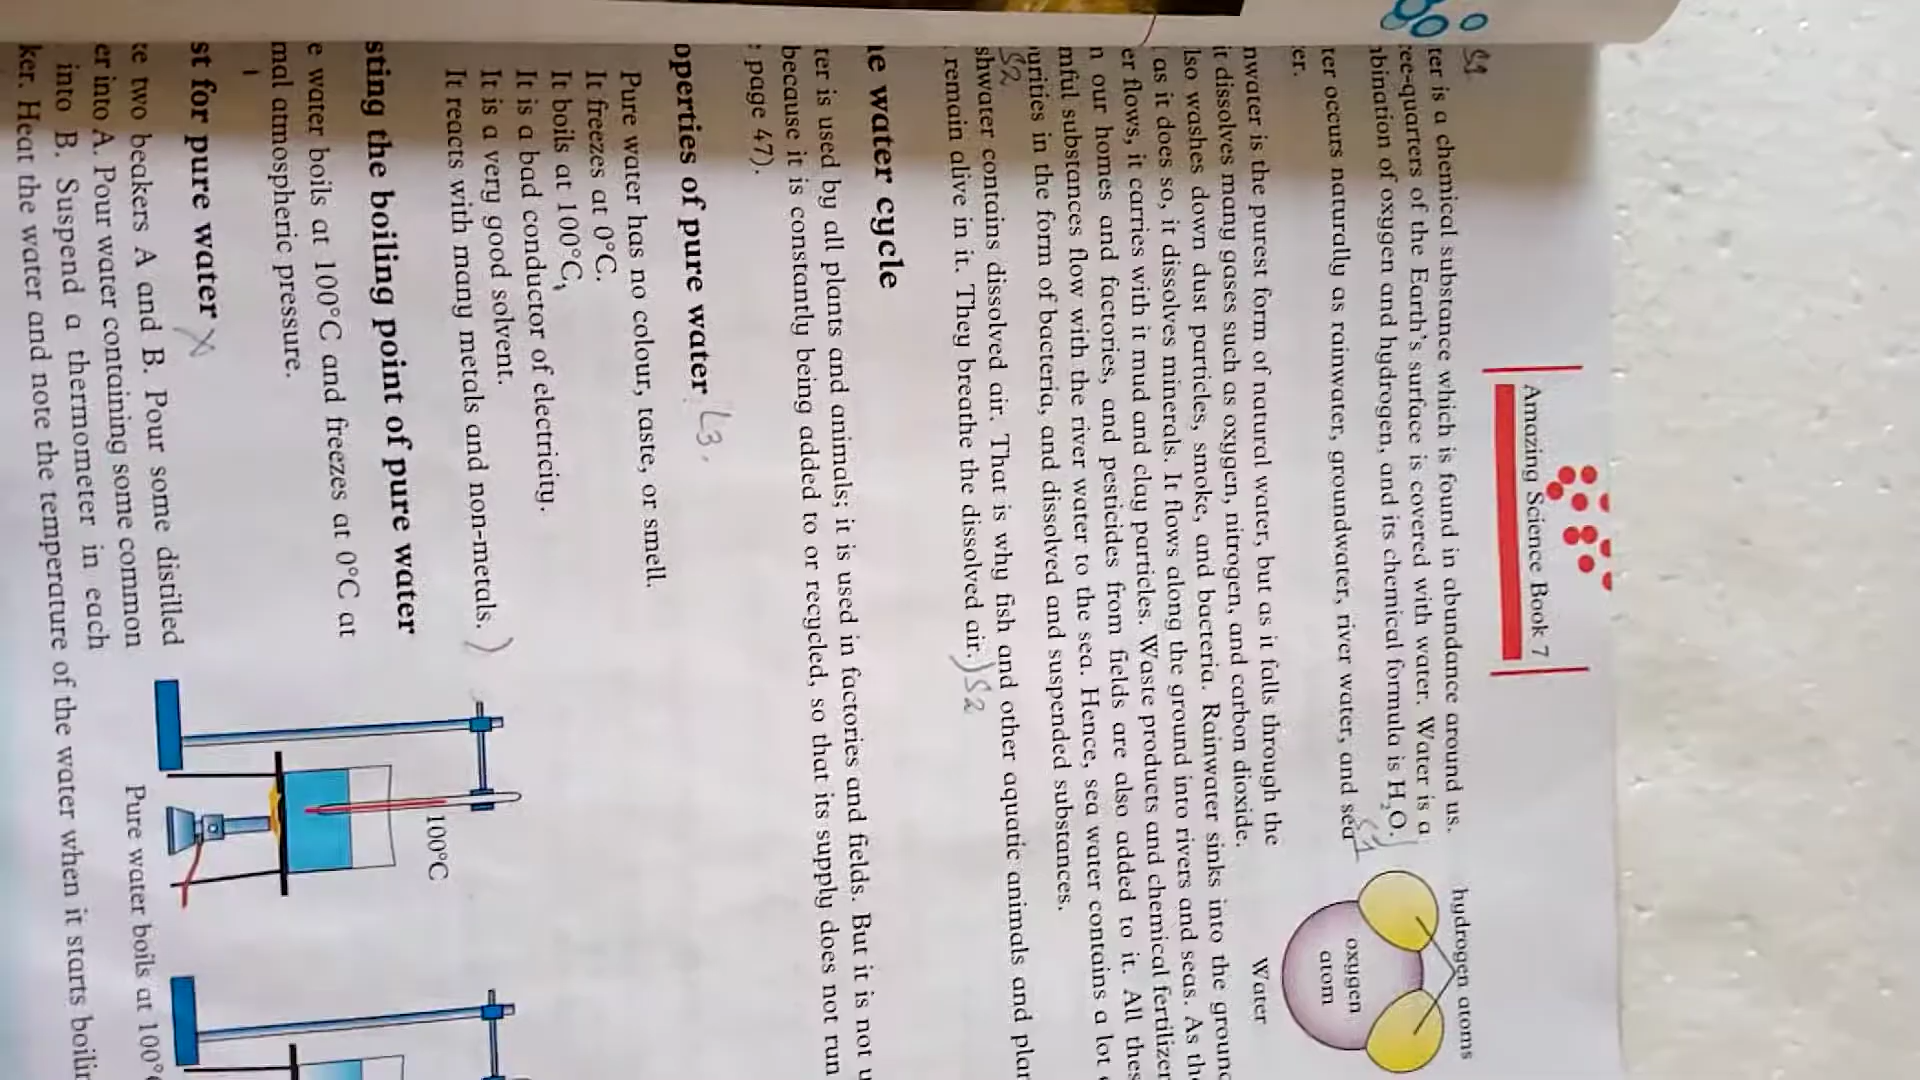 Amazing Science Book 7
S1
ter is a chemical substance which is found in abundance around us.
ee-quarters of the Earth's surface is covered with water. Water is a
bination of oxygen and hydrogen, and its chemical formula is H₂O.
S1
ter occurs naturally as rainwater, groundwater, river water, and sea
er.
hydrogen atoms
oxygen
atom
Water
nwater is the purest form of natural water, but as it falls through the
it dissolves many gases such as oxygen, nitrogen, and carbon dioxide.
lso washes down dust particles, smoke, and bacteria. Rainwater sinks into the ground
as it does so, it dissolves minerals. It flows along the ground into rivers and seas. As th
er flows, it carries with it mud and clay particles. Waste products and chemical fertilizer
n our homes and factories, and pesticides from fields are also added to it. All thes
mful substances flow with the river water to the sea. Hence, sea water contains a lot
urities in the form of bacteria, and dissolved and suspended substances.
S2
shwater contains dissolved air. That is why fish and other aquatic animals and plan
remain alive in it. They breathe the dissolved air.) S2
he water cycle
ter is used by all plants and animals; it is used in factories and fields. But it is not u
because it is constantly being added to or recycled, so that its supply does not run
: page 47).
operties of pure water L3.
Pure water has no colour, taste, or smell.
It freezes at 0°C.
It boils at 100°C.
It is a bad conductor of electricity.
It is a very good solvent.
It reacts with many metals and non-metals. )
sting the boiling point of pure water
e water boils at 100°C and freezes at 0°C at
mal atmospheric pressure.
100°C
Pure water boils at 100°
st for pure water X
ke two beakers A and B. Pour some distilled
er into A. Pour water containing some common
into B. Suspend a thermometer in each
ker. Heat the water and note the temperature of the water when it starts boilin